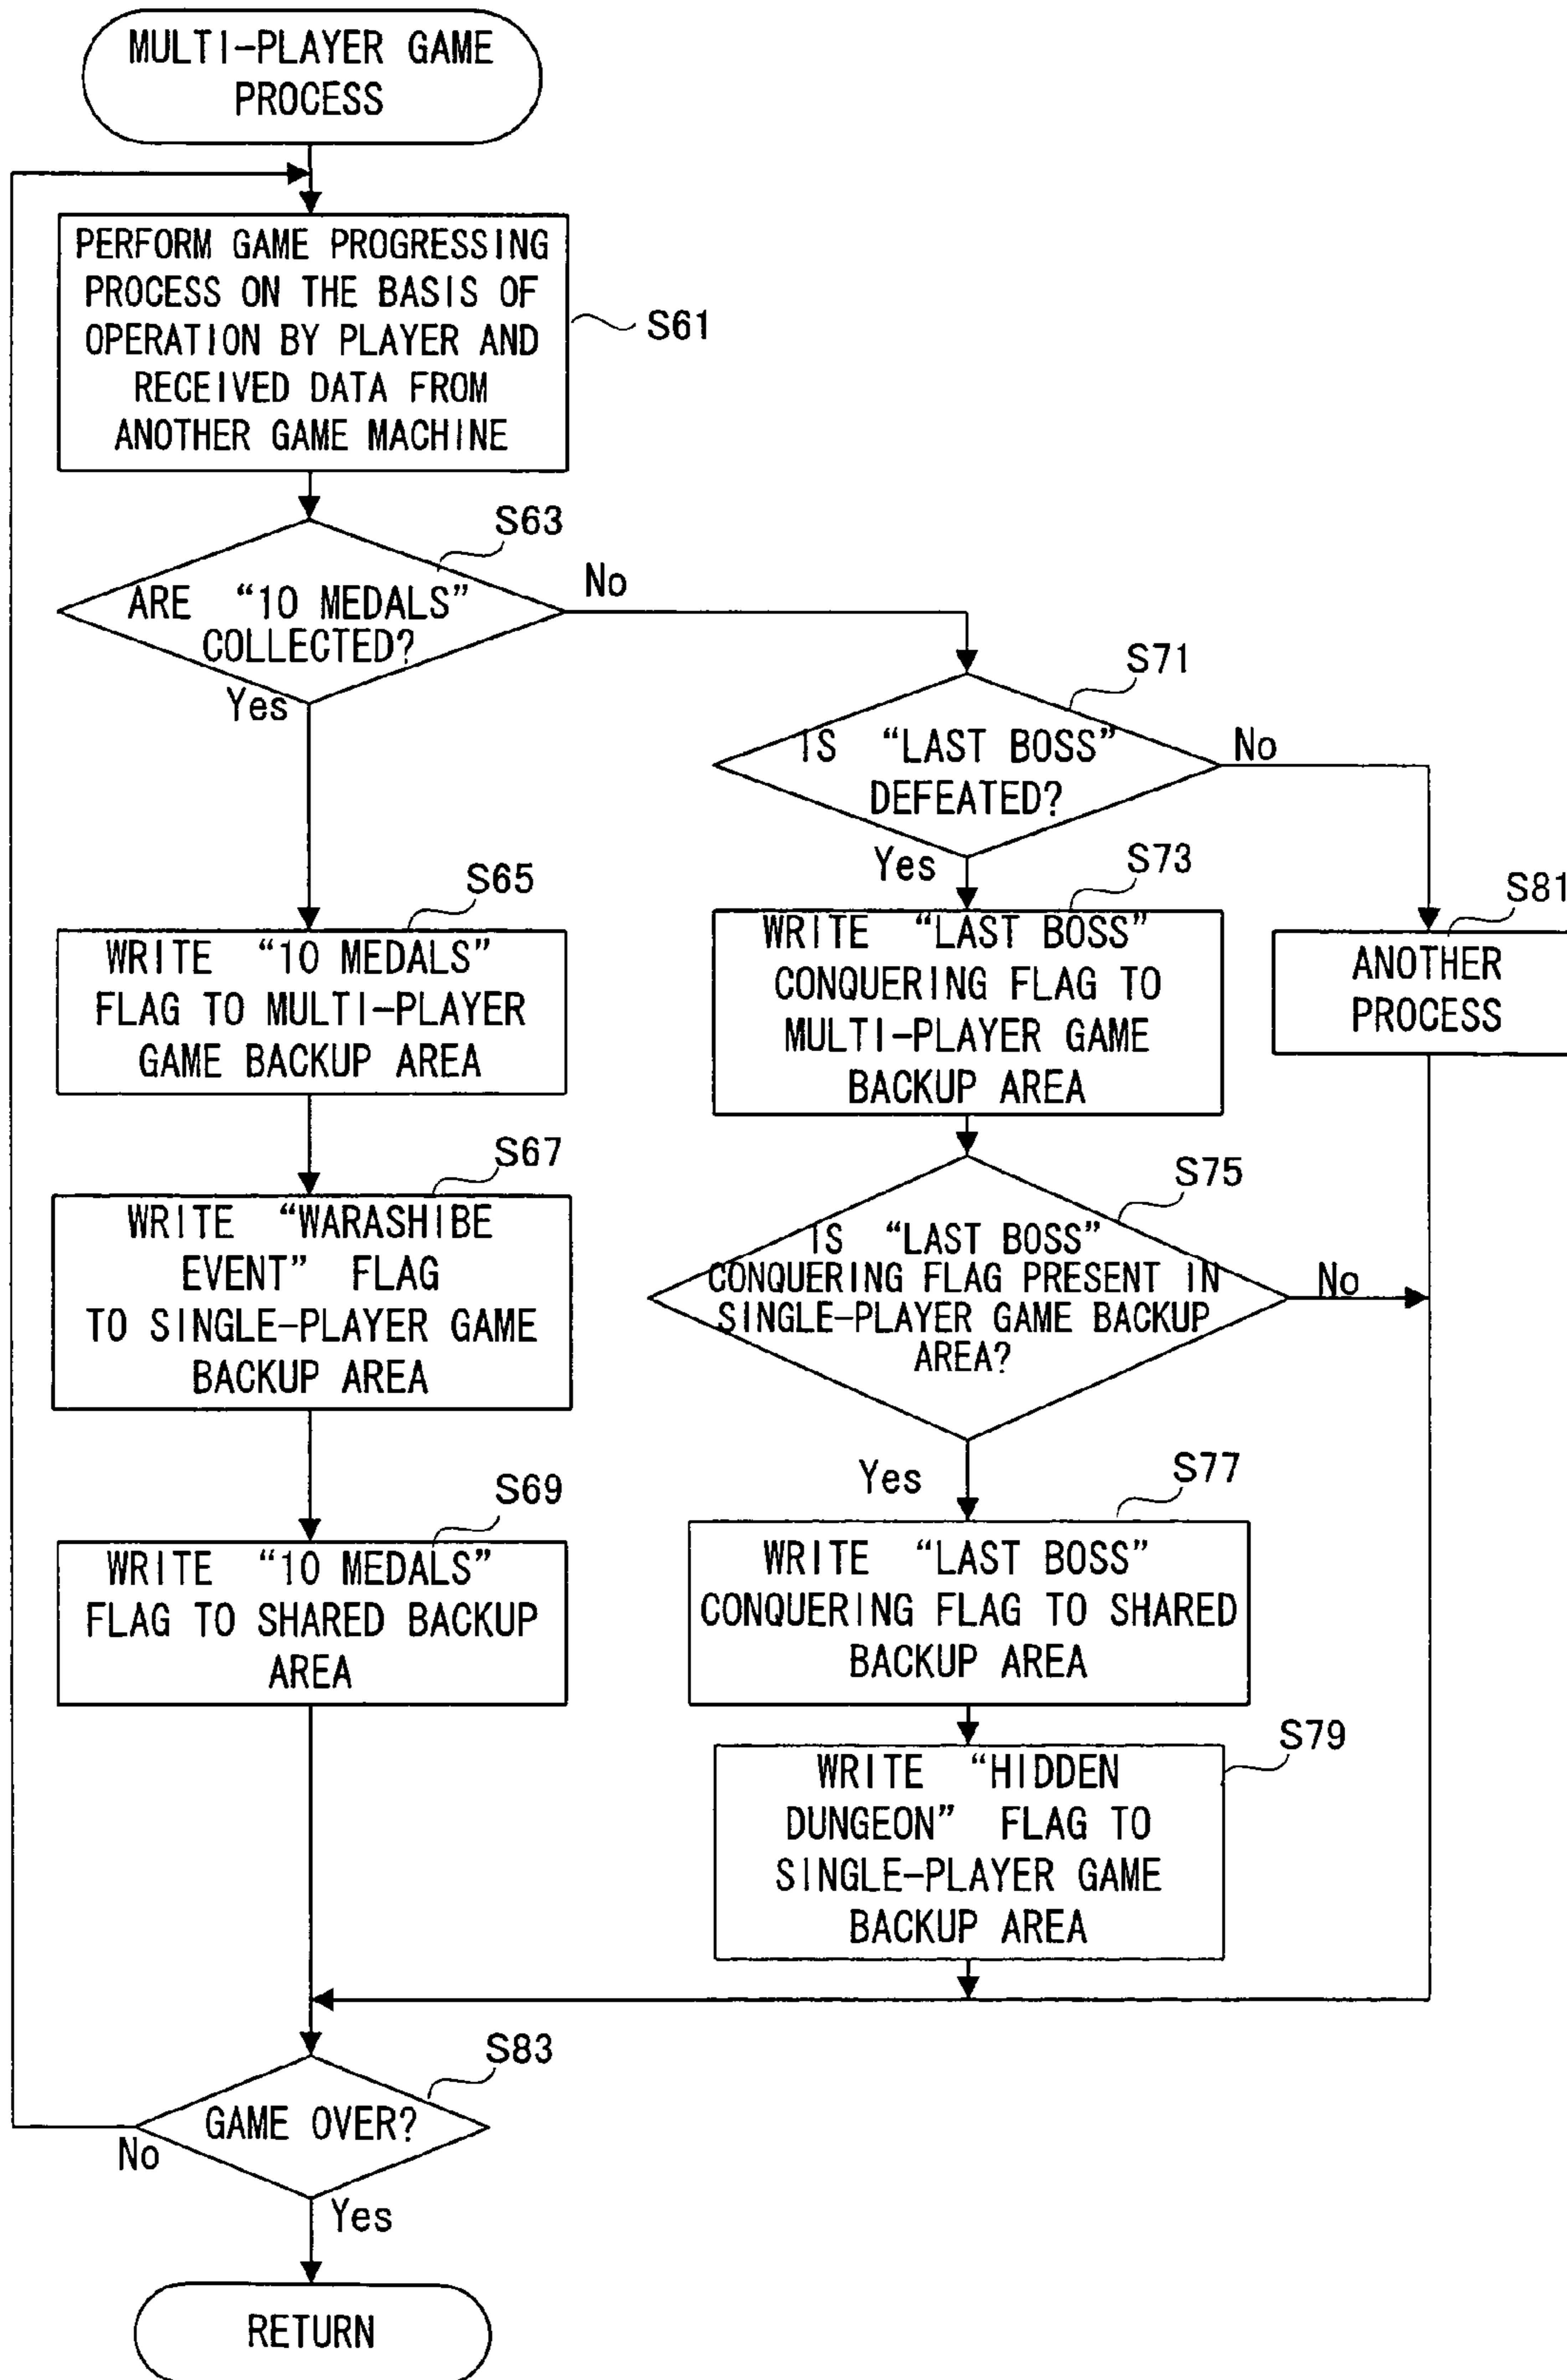 MULTI-PLAYER GAME
PROCESS
PERFORM GAME PROGRESSING
PROCESS ON THE BASIS OF
OPERATION BY PLAYER AND
RECEIVED DATA FROM
ANOTHER GAME MACHINE
S61
S63
ARE “10 MEDALS”
COLLECTED?
No
Yes
S71
IS “LAST BOSS”
DEFEATED?
No
Yes
S65
WRITE “10 MEDALS”
FLAG TO MULTI-PLAYER
GAME BACKUP AREA
S73
WRITE “LAST BOSS”
CONQUERING FLAG TO
MULTI-PLAYER GAME
BACKUP AREA
S81
ANOTHER
PROCESS
S67
WRITE “WARASHIBE
EVENT” FLAG
TO SINGLE-PLAYER GAME
BACKUP AREA
S75
IS “LAST BOSS”
CONQUERING FLAG PRESENT IN
SINGLE-PLAYER GAME BACKUP
AREA?
No
Yes
S69
WRITE “10 MEDALS”
FLAG TO SHARED BACKUP
AREA
S77
WRITE “LAST BOSS”
CONQUERING FLAG TO SHARED
BACKUP AREA
S79
WRITE “HIDDEN
DUNGEON” FLAG TO
SINGLE-PLAYER GAME
BACKUP AREA
S83
GAME OVER?
No
Yes
RETURN